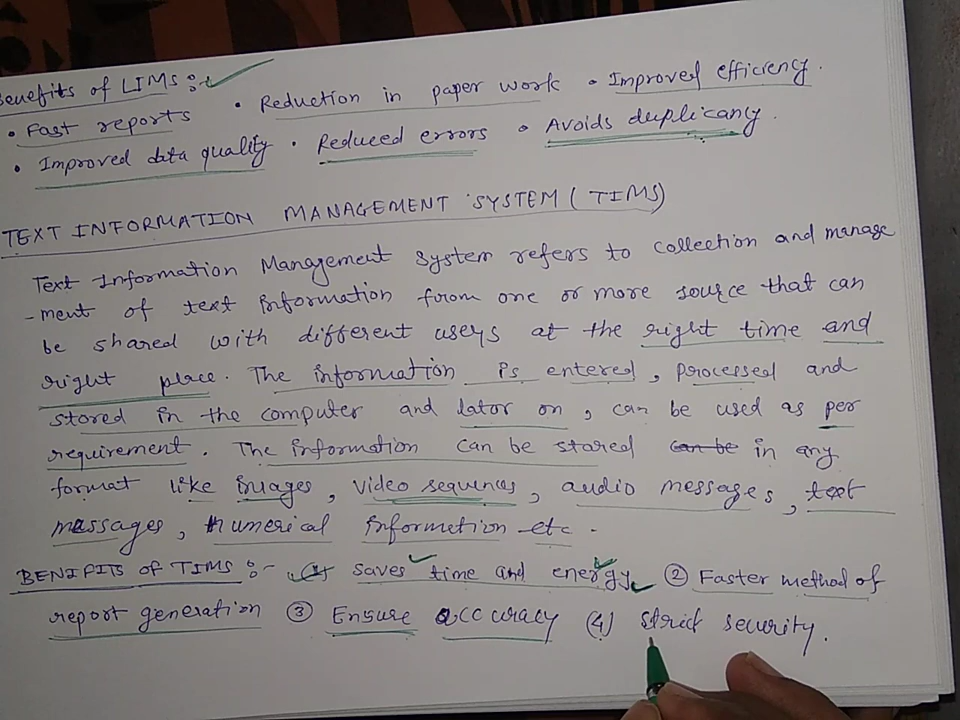 Benefits of LIMS :-
• Fast reports • Reduction in paper work • Improved efficiency.
• Improved data quality • Reduced errors • Avoids duplicancy.
TEXT INFORMATION MANAGEMENT SYSTEM (TIMS)
Text Information Management System refers to collection and manage
-ment of text information from one or more source that can
be shared with different users at the right time and
right place. The information is entered, processed and
stored in the computer and lator on, can be used as per
requirement. The information can be stored can be in any
format like images, video sequences, audio messages, text
messages, numerical informetion etc.
BENIFITS OF TIMS :- (1) saves time and energy (2) Faster method of
report generation (3) Ensure accuracy (4) strict security.